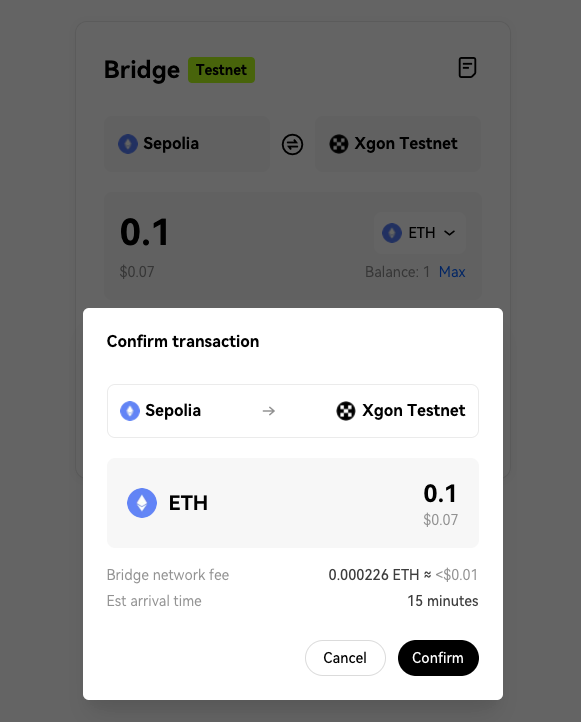 Bridge Testnet
Sepolia Xgon Testnet
0.1 ETH
$0.07 Balance: 1 Max
Confirm transaction
Sepolia → Xgon Testnet
ETH 0.1
$0.07
Bridge network fee 0.000226 ETH ≈ <$0.01
Est arrival time 15 minutes
Cancel Confirm